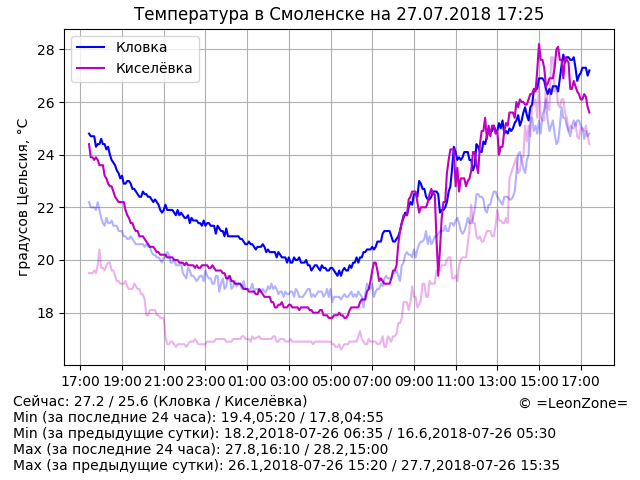 Температура в Смоленске на 27.07.2018 17:25
Кловка
Киселёвка
градусов Цельсия, °C
28
26
24
22
20
18
17:00 19:00 21:00 23:00 01:00 03:00 05:00 07:00 09:00 11:00 13:00 15:00 17:00
Сейчас: 27.2 / 25.6 (Кловка / Киселёвка)
© =LeonZone=
Min (за последние 24 часа): 19.4,05:20 / 17.8,04:55
Min (за предыдущие сутки): 18.2,2018-07-26 06:35 / 16.6,2018-07-26 05:30
Max (за последние 24 часа): 27.8,16:10 / 28.2,15:00
Max (за предыдущие сутки): 26.1,2018-07-26 15:20 / 27.7,2018-07-26 15:35